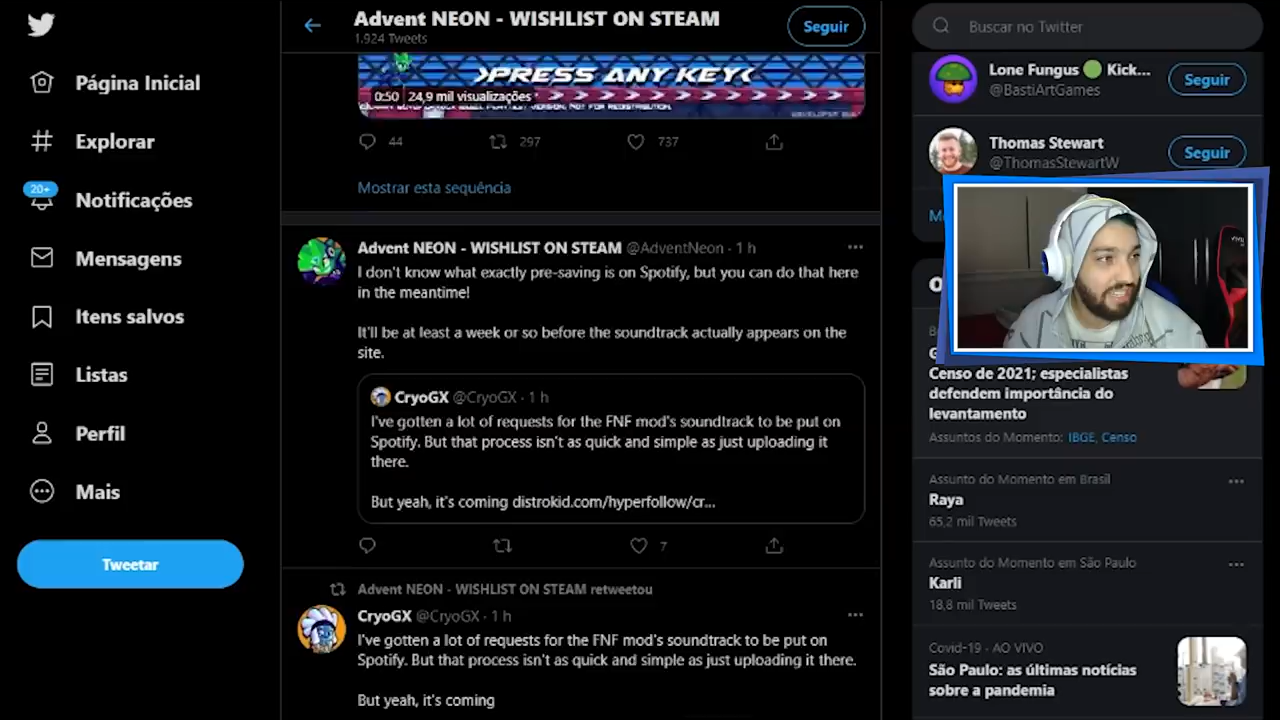 Advent NEON - WISHLIST ON STEAM
1.924 Tweets
Seguir
Buscar no Twitter
20+
Página Inicial
Explorar
Notificações
Mensagens
Itens salvos
Listas
Perfil
Mais
Tweetar
PRESS ANY KEY
0:50
24,9 mil visualizações
VERSION, NOT FOR REDISTRIBUTION.
44
297
737
Mostrar esta sequência
Advent NEON - WISHLIST ON STEAM @AdventNeon · 1 h
I don't know what exactly pre-saving is on Spotify, but you can do that here
in the meantime!
It'll be at least a week or so before the soundtrack actually appears on the
site.
CryoGX @CryoGX · 1 h
I've gotten a lot of requests for the FNF mod's soundtrack to be put on
Spotify. But that process isn't as quick and simple as just uploading it
there.
But yeah, it's coming distrokid.com/hyperfollow/cr...
7
Advent NEON - WISHLIST ON STEAM retweetou
CryoGX @CryoGX · 1 h
I've gotten a lot of requests for the FNF mod's soundtrack to be put on
Spotify. But that process isn't as quick and simple as just uploading it there.
But yeah, it's coming
Lone Fungus Kick...
@BastiArtGames
Seguir
Thomas Stewart
@ThomasStewartW
Seguir
Censo de 2021; especialistas
defendem importância do
levantamento
Assuntos do Momento: IBGE, Censo
Assunto do Momento em Brasil
Raya
65,2 mil Tweets
Assunto do Momento em São Paulo
Karli
18,8 mil Tweets
Covid-19 · AO VIVO
São Paulo: as últimas notícias
sobre a pandemia